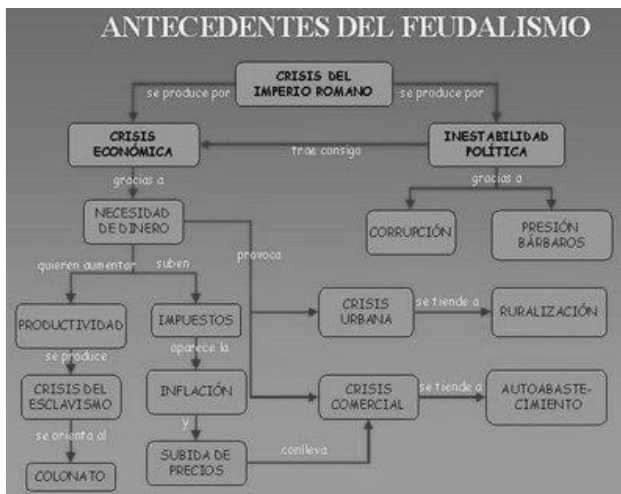 ANTECEDENTES DEL FEUDALISMO
CRISIS DEL
IMPERIO ROMANO
se produce por
se produce por
CRISIS
ECONÓMICA
trae consigo
INESTABILIDAD
POLÍTICA
gracias a
gracias a
NECESIDAD
DE DINERO
CORRUPCIÓN
PRESIÓN
BÁRBAROS
quieren aumentar
suben
provoca
PRODUCTIVIDAD
IMPUESTOS
CRISIS
URBANA
se tiende a
RURALIZACIÓN
se produce
aparece la
CRISIS DEL
ESCLAVISMO
INFLACIÓN
CRISIS
COMERCIAL
se tiende a
AUTOABASTE-
CIMIENTO
se orienta al
y
COLONATO
SUBIDA DE
PRECIOS
conlleva